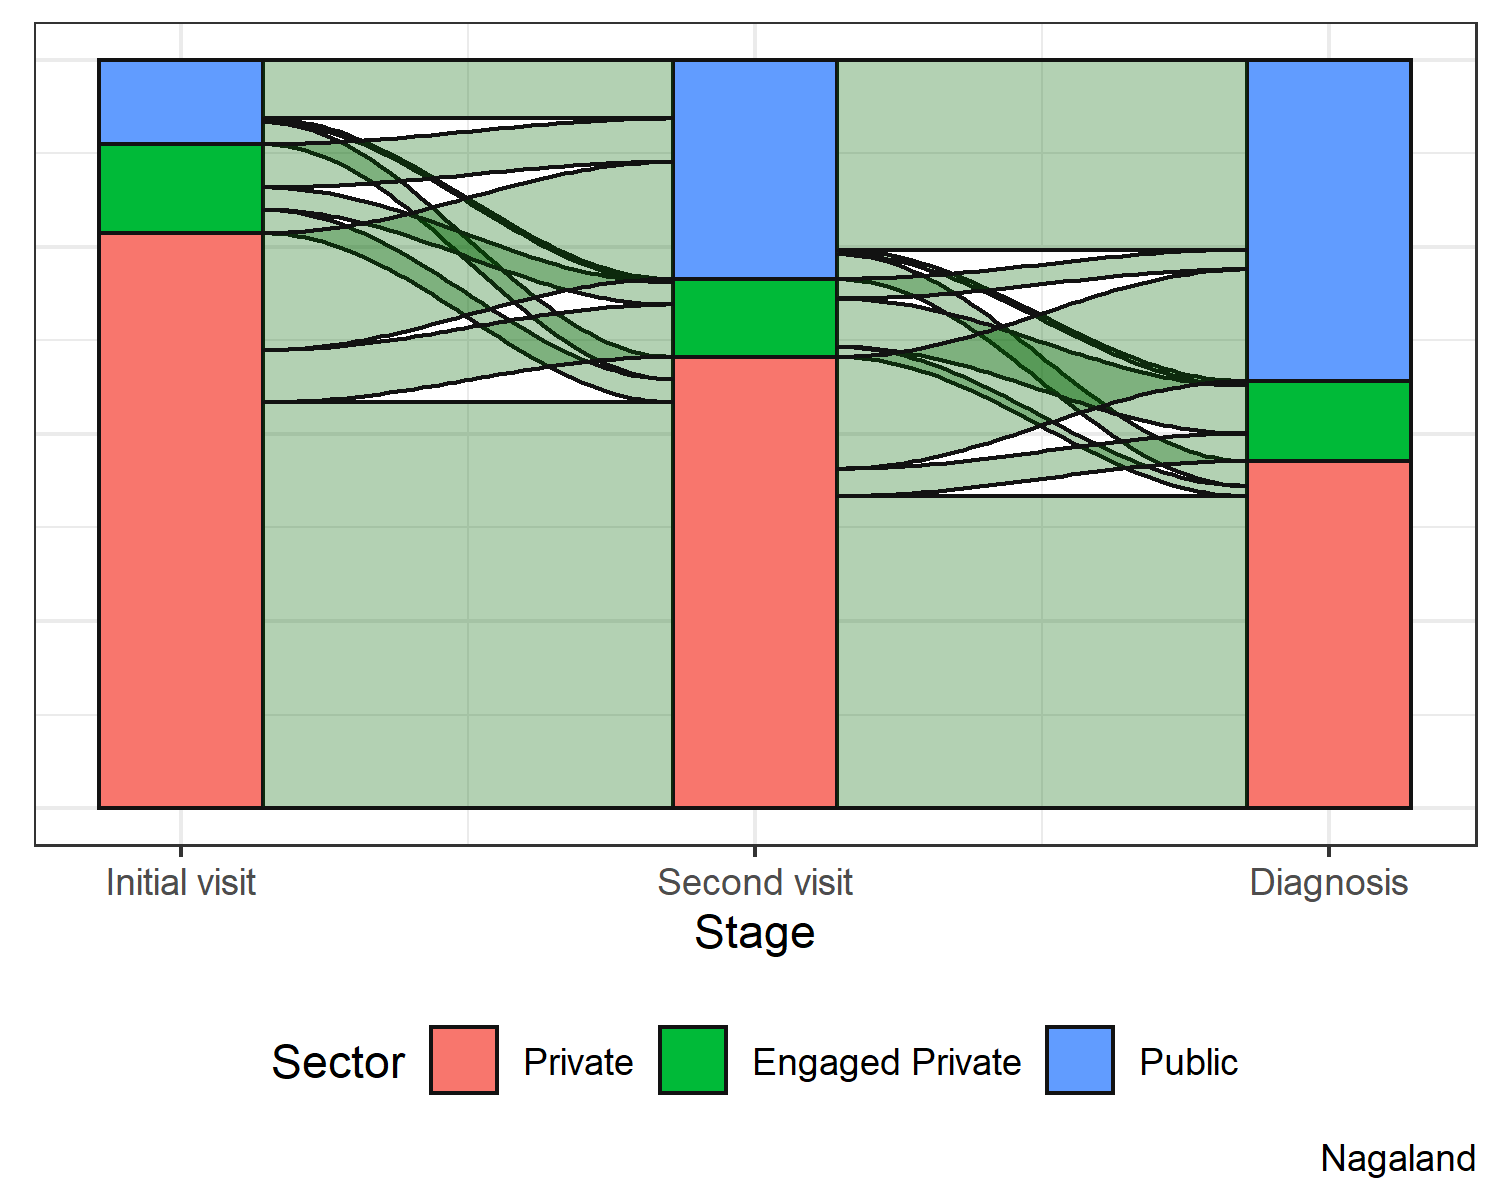 Initial visit Second visit Diagnosis
Stage
Sector Private Engaged Private Public
Nagaland